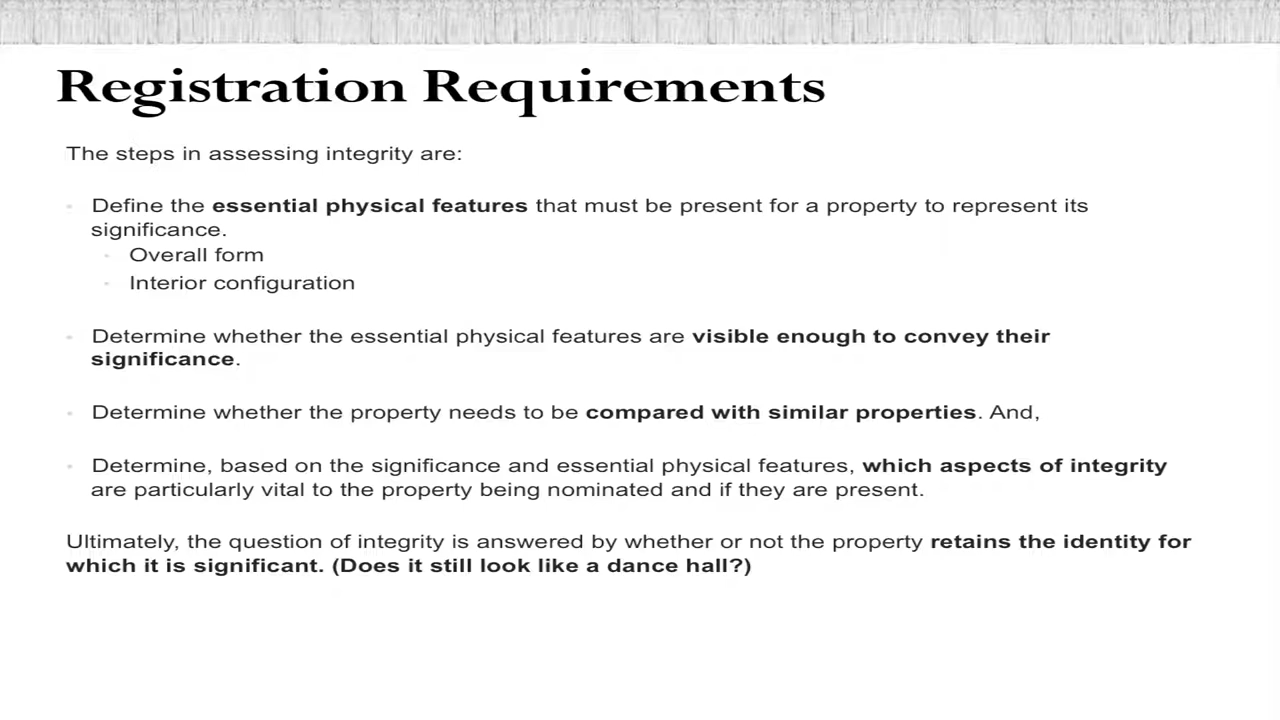 Registration Requirements
The steps in assessing integrity are:
Define the essential physical features that must be present for a property to represent its
significance.
Overall form
Interior configuration
Determine whether the essential physical features are visible enough to convey their
significance.
Determine whether the property needs to be compared with similar properties. And,
Determine, based on the significance and essential physical features, which aspects of integrity
are particularly vital to the property being nominated and if they are present.
Ultimately, the question of integrity is answered by whether or not the property retains the identity for
which it is significant. (Does it still look like a dance hall?)